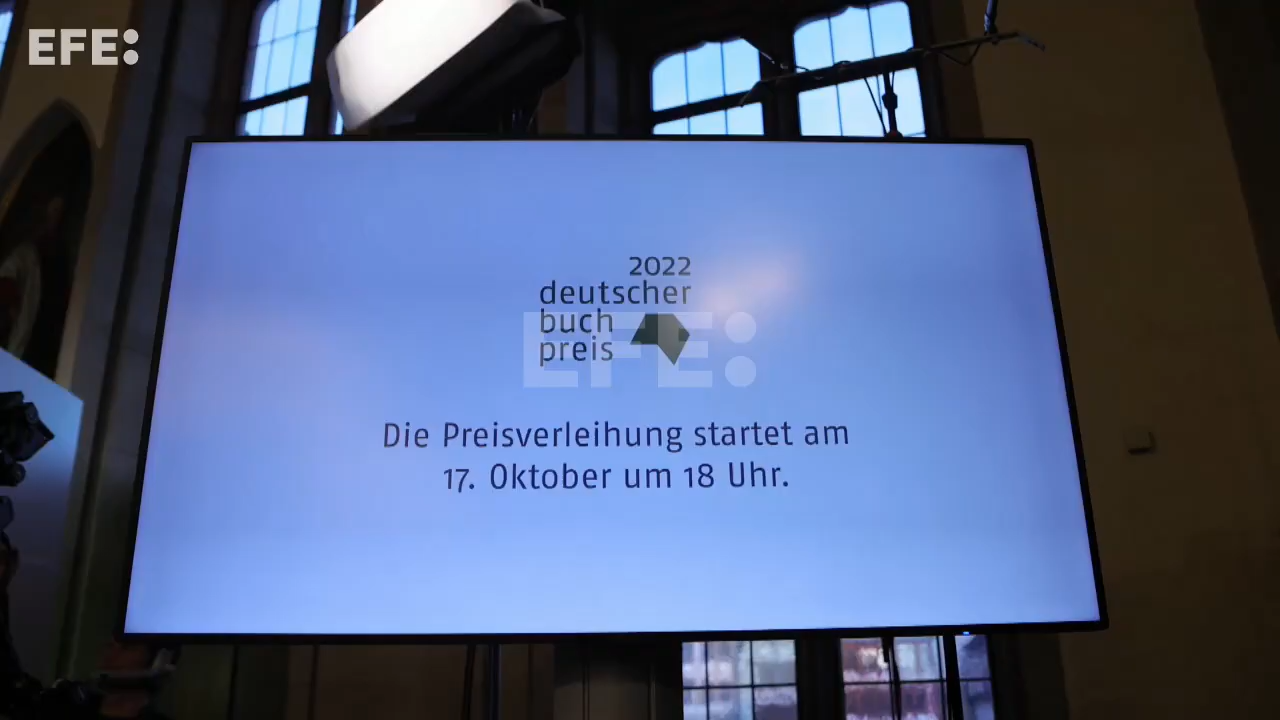 EFE:
2022
deutscher
buch
preis
EFE:
Die Preisverleihung startet am
17. Oktober um 18 Uhr.